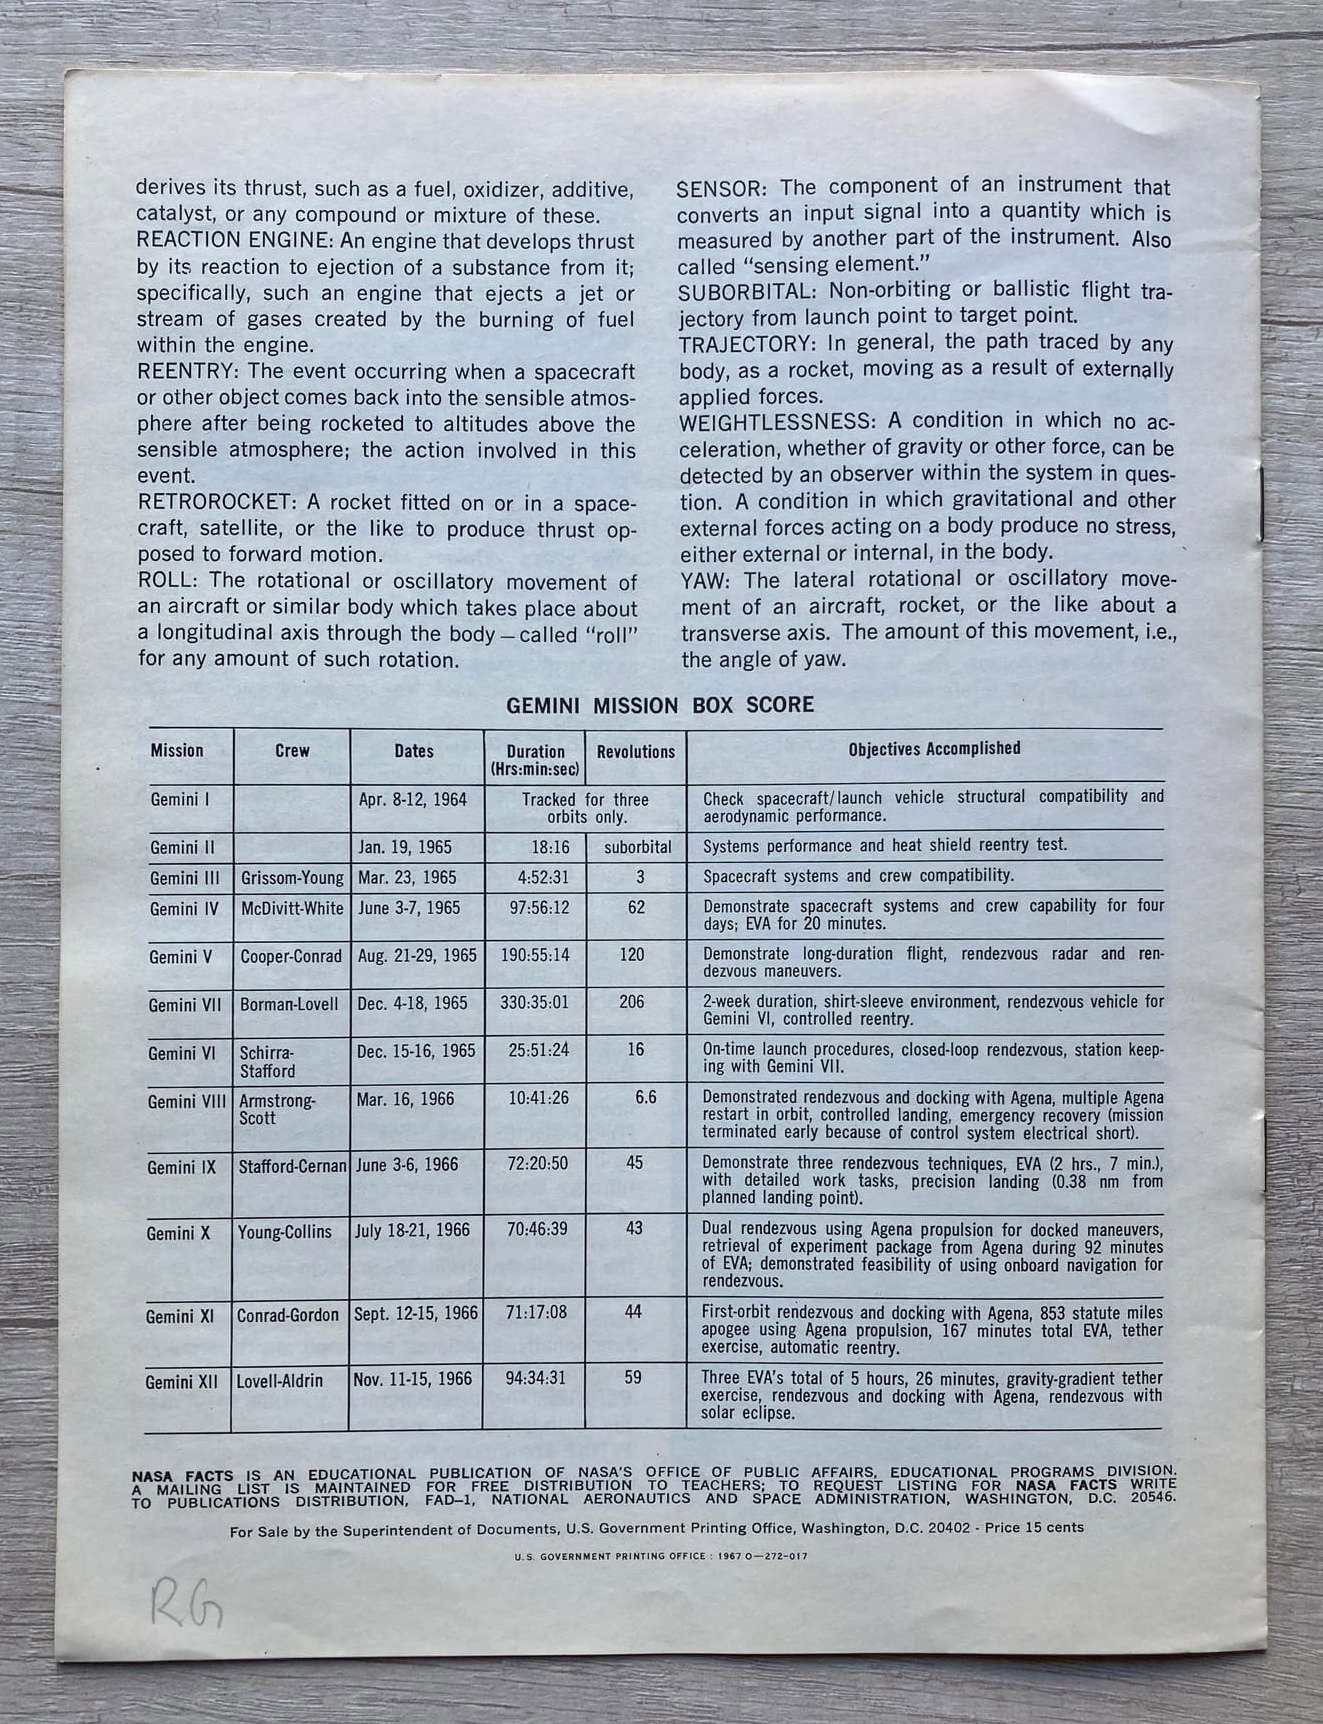 derives its thrust, such as a fuel, oxidizer, additive,
catalyst, or any compound or mixture of these.
REACTION ENGINE: An engine that develops thrust
by its reaction to ejection of a substance from it;
specifically, such an engine that ejects a jet or
stream of gases created by the burning of fuel
within the engine.
REENTRY: The event occurring when a spacecraft
or other object comes back into the sensible atmos-
phere after being rocketed to altitudes above the
sensible atmosphere; the action involved in this
event.
RETROROCKET: A rocket fitted on or in a space-
craft, satellite, or the like to produce thrust op-
posed to forward motion.
ROLL: The rotational or oscillatory movement of
an aircraft or similar body which takes place about
a longitudinal axis through the body—called “roll”
for any amount of such rotation.
SENSOR: The component of an instrument that
converts an input signal into a quantity which is
measured by another part of the instrument. Also
called “sensing element.”
SUBORBITAL: Non-orbiting or ballistic flight tra-
jectory from launch point to target point.
TRAJECTORY: In general, the path traced by any
body, as a rocket, moving as a result of externally
applied forces.
WEIGHTLESSNESS: A condition in which no ac-
celeration, whether of gravity or other force, can be
detected by an observer within the system in ques-
tion. A condition in which gravitational and other
external forces acting on a body produce no stress,
either external or internal, in the body.
YAW: The lateral rotational or oscillatory move-
ment of an aircraft, rocket, or the like about a
transverse axis. The amount of this movement, i.e.,
the angle of yaw.
GEMINI MISSION BOX SCORE
Mission Crew Dates Duration Revolutions Objectives Accomplished
(Hrs:min:sec)
Gemini I Apr. 8-12, 1964 Tracked for three Check spacecraft/launch vehicle structural compatibility and
orbits only. aerodynamic performance.
Gemini II Jan. 19, 1965 18:16 suborbital Systems performance and heat shield reentry test.
Gemini III Grissom-Young Mar. 23, 1965 4:52:31 3 Spacecraft systems and crew compatibility.
Gemini IV McDivitt-White June 3-7, 1965 97:56:12 62 Demonstrate spacecraft systems and crew capability for four
days; EVA for 20 minutes.
Gemini V Cooper-Conrad Aug. 21-29, 1965 190:55:14 120 Demonstrate long-duration flight, rendezvous radar and ren-
dezvous maneuvers.
Gemini VII Borman-Lovell Dec. 4-18, 1965 330:35:01 206 2-week duration, shirt-sleeve environment, rendezvous vehicle for
Gemini VI, controlled reentry.
Gemini VI Schirra- Dec. 15-16, 1965 25:51:24 16 On-time launch procedures, closed-loop rendezvous, station keep-
Stafford ing with Gemini VII.
Gemini VIII Armstrong- Mar. 16, 1966 10:41:26 6.6 Demonstrated rendezvous and docking with Agena, multiple Agena
Scott restart in orbit, controlled landing, emergency recovery (mission
terminated early because of control system electrical short).
Gemini IX Stafford-Cernan June 3-6, 1966 72:20:50 45 Demonstrate three rendezvous techniques, EVA (2 hrs., 7 min.),
with detailed work tasks, precision landing (0.38 nm from
planned landing point).
Gemini X Young-Collins July 18-21, 1966 70:46:39 43 Dual rendezvous using Agena propulsion for docked maneuvers,
retrieval of experiment package from Agena during 92 minutes
of EVA; demonstrated feasibility of using onboard navigation for
rendezvous.
Gemini XI Conrad-Gordon Sept. 12-15, 1966 71:17:08 44 First-orbit rendezvous and docking with Agena, 853 statute miles
apogee using Agena propulsion, 167 minutes total EVA, tether
exercise, automatic reentry.
Gemini XII Lovell-Aldrin Nov. 11-15, 1966 94:34:31 59 Three EVA's total of 5 hours, 26 minutes, gravity-gradient tether
exercise, rendezvous and docking with Agena, rendezvous with
solar eclipse.
NASA FACTS IS AN EDUCATIONAL PUBLICATION OF NASA'S OFFICE OF PUBLIC AFFAIRS, EDUCATIONAL PROGRAMS DIVISION.
A MAILING LIST IS MAINTAINED FOR FREE DISTRIBUTION TO TEACHERS; TO REQUEST LISTING FOR NASA FACTS WRITE
TO PUBLICATIONS DISTRIBUTION, FAD–1, NATIONAL AERONAUTICS AND SPACE ADMINISTRATION, WASHINGTON, D.C. 20546.
For Sale by the Superintendent of Documents, U.S. Government Printing Office, Washington, D.C. 20402 - Price 15 cents
U.S. GOVERNMENT PRINTING OFFICE : 1967 O—272-017
RG